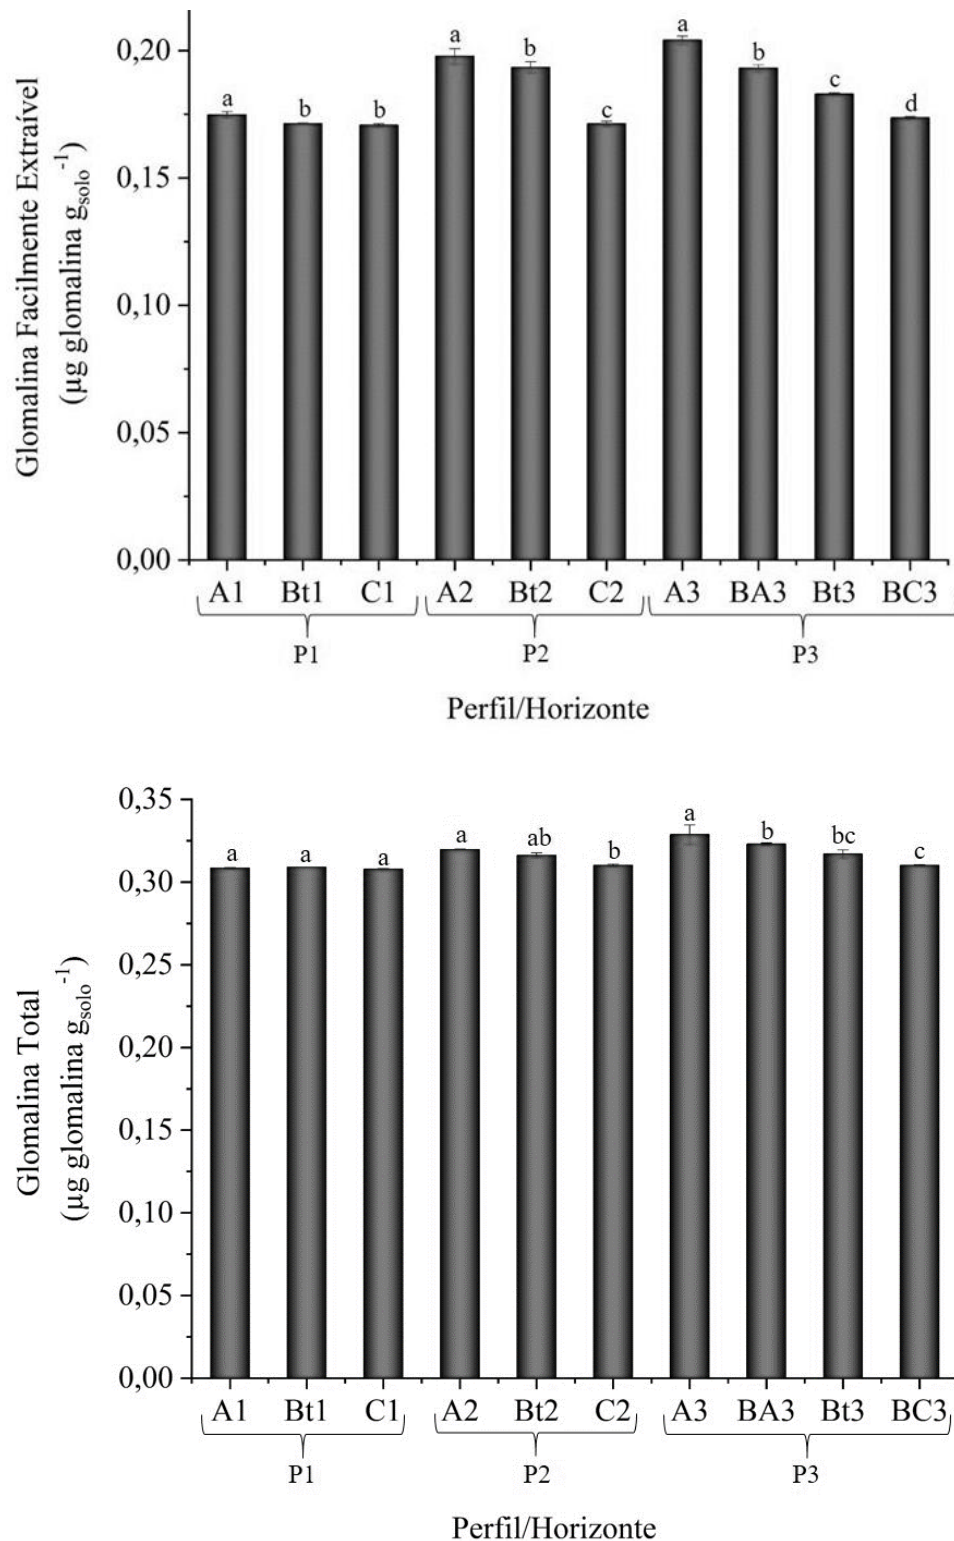 Glomalina Facilmente Extraível
(µg glomalina g_solo^-1)
0,20
0,15
0,10
0,05
0,00
a
b
b
a
b
c
a
b
c
d
A1 Bt1 C1 A2 Bt2 C2 A3 BA3 Bt3 BC3
P1 P2 P3
Perfil/Horizonte
Glomalina Total
(µg glomalina g_solo^-1)
0,35
0,30
0,25
0,20
0,15
0,10
0,05
0,00
a
a
a
a
ab
b
a
b
bc
c
A1 Bt1 C1 A2 Bt2 C2 A3 BA3 Bt3 BC3
P1 P2 P3
Perfil/Horizonte